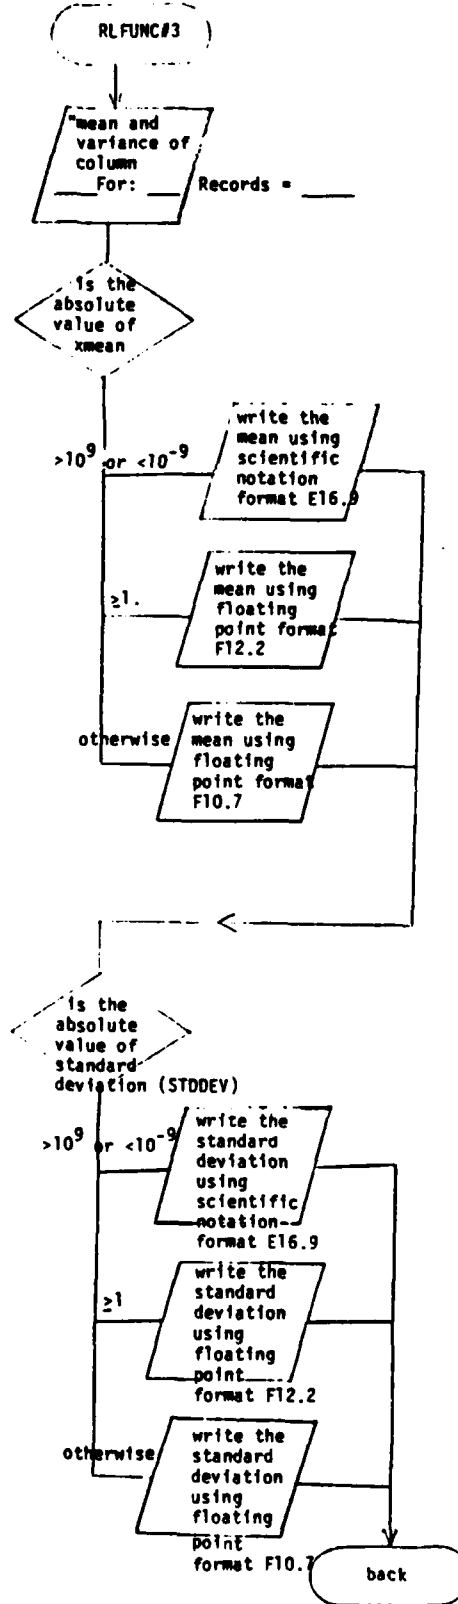 RLFUNC#3
"mean and
variance of
column
____For: ____ Records = ____
is the
absolute
value of
xmean
>10^9 or <10^-9
write the
mean using
scientific
notation
format E16.9
≥1.
write the
mean using
floating
point format
F12.2
otherwise
write the
mean using
floating
point format
F10.7
is the
absolute
value of
standard
deviation (STDDEV)
>10^9 or <10^-9
write the
standard
deviation
using
scientific
notation--
format E16.9
≥1
write the
standard
deviation
using
floating
point
format F12.2
otherwise
write the
standard
deviation
using
floating
point
format F10.7
back